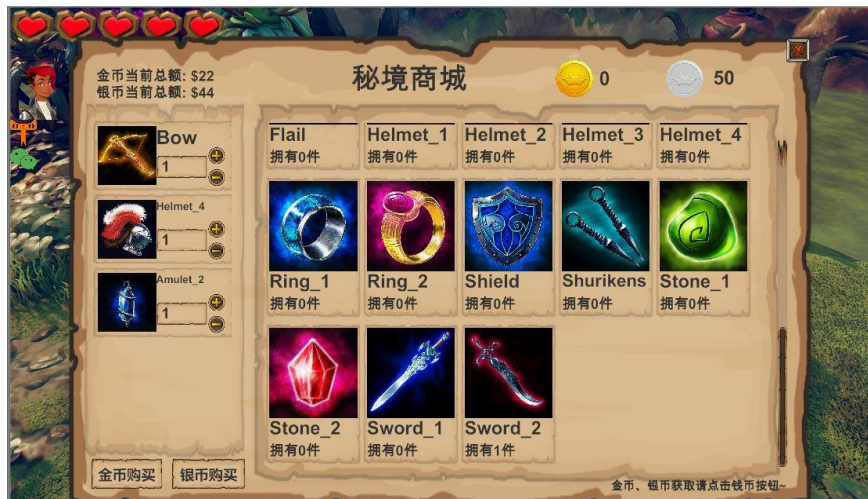 金币当前总额: $22
银币当前总额: $44
秘境商城
0
50
Bow
1
Helmet_4
1
Amulet_2
1
Flail
Helmet_1
Helmet_2
Helmet_3
Helmet_4
拥有0件
拥有0件
拥有0件
拥有0件
拥有0件
Ring_1
Ring_2
Shield
Shurikens
Stone_1
拥有0件
拥有0件
拥有0件
拥有0件
拥有0件
Stone_2
Sword_1
Sword_2
拥有0件
拥有0件
拥有1件
金币购买
银币购买
金币、银币获取请点击钱币按钮~